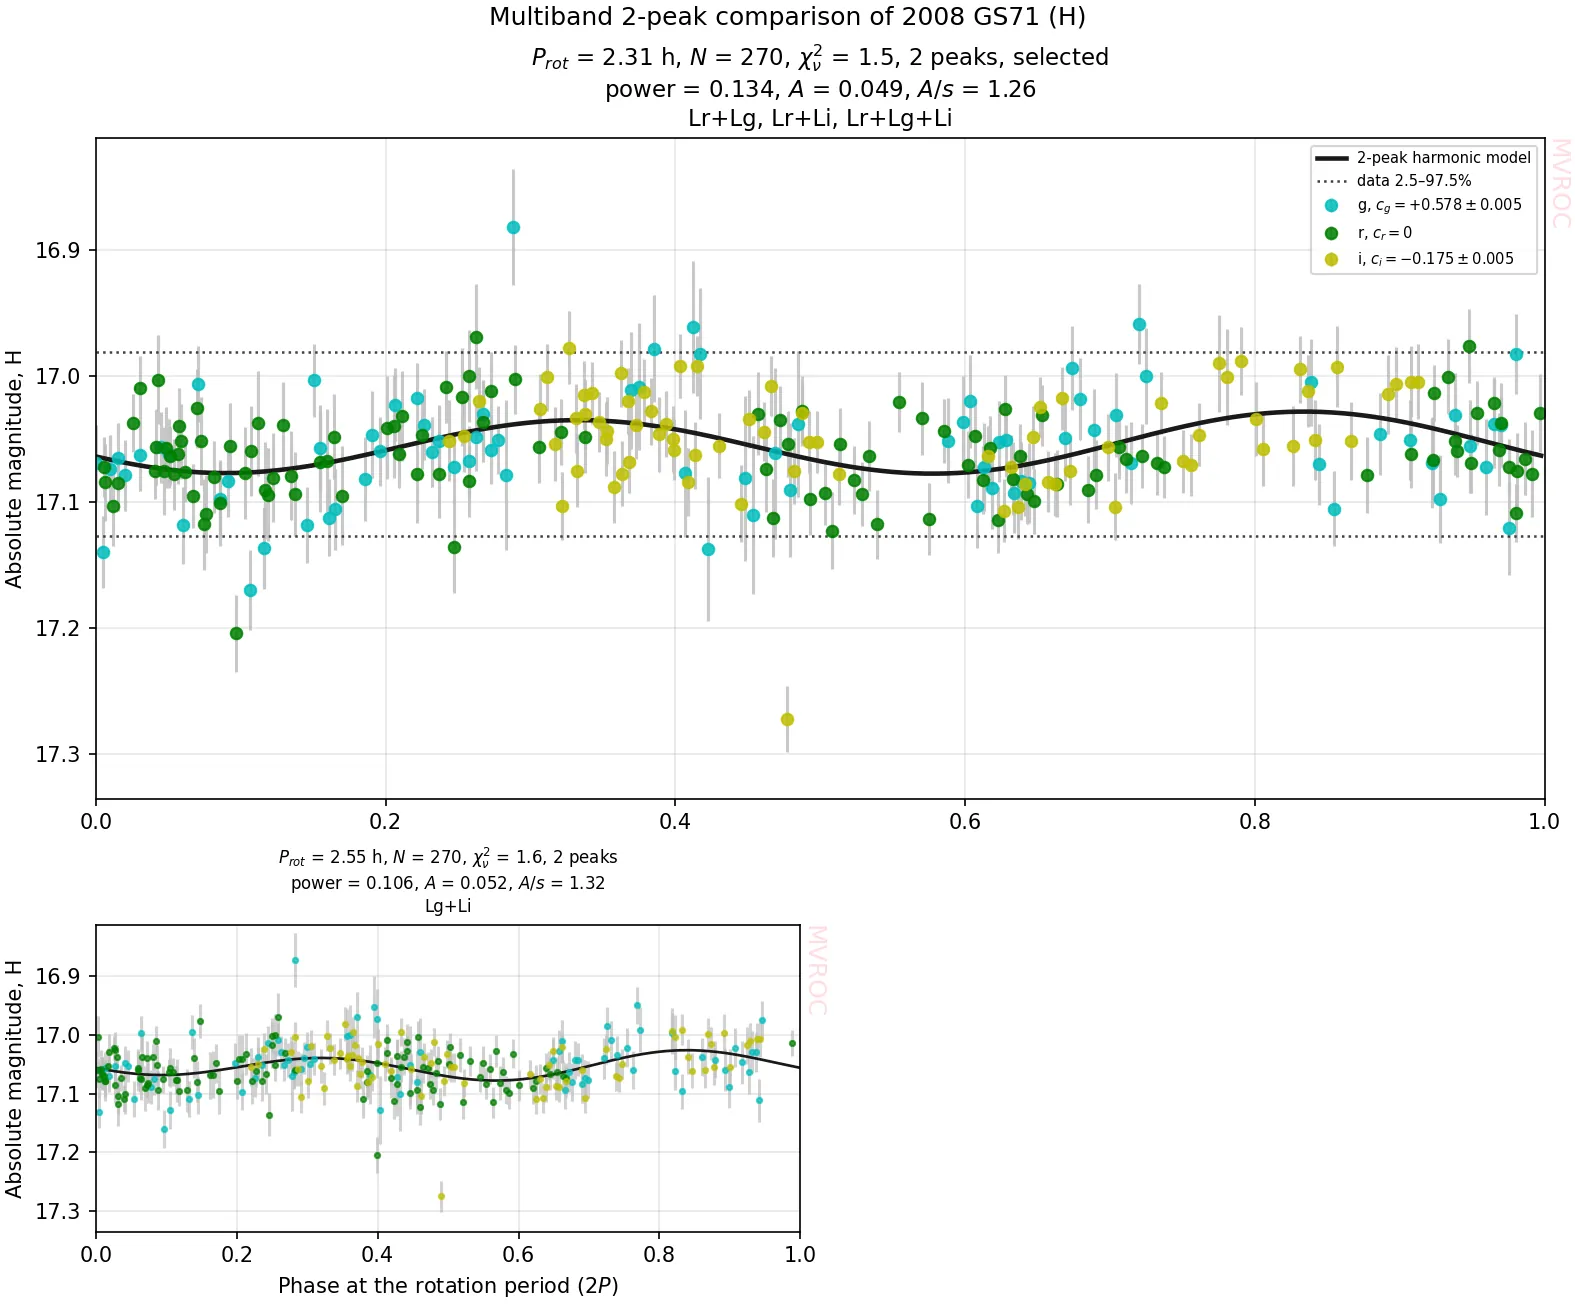 Multiband 2-peak comparison of 2008 GS71 (H)
P_rot = 2.31 h, N = 270, χ²_ν = 1.5, 2 peaks, selected
power = 0.134, A = 0.049, A/s = 1.26
Lr+Lg, Lr+Li, Lr+Lg+Li
MVROC
2-peak harmonic model
data 2.5–97.5%
g, c_g = +0.578 ± 0.005
r, c_r = 0
i, c_i = −0.175 ± 0.005
Absolute magnitude, H
16.9
17.0
17.1
17.2
17.3
0.0 0.2 0.4 0.6 0.8 1.0
P_rot = 2.55 h, N = 270, χ²_ν = 1.6, 2 peaks
power = 0.106, A = 0.052, A/s = 1.32
Lg+Li
MVROC
Absolute magnitude, H
16.9
17.0
17.1
17.2
17.3
0.0 0.2 0.4 0.6 0.8 1.0
Phase at the rotation period (2P)